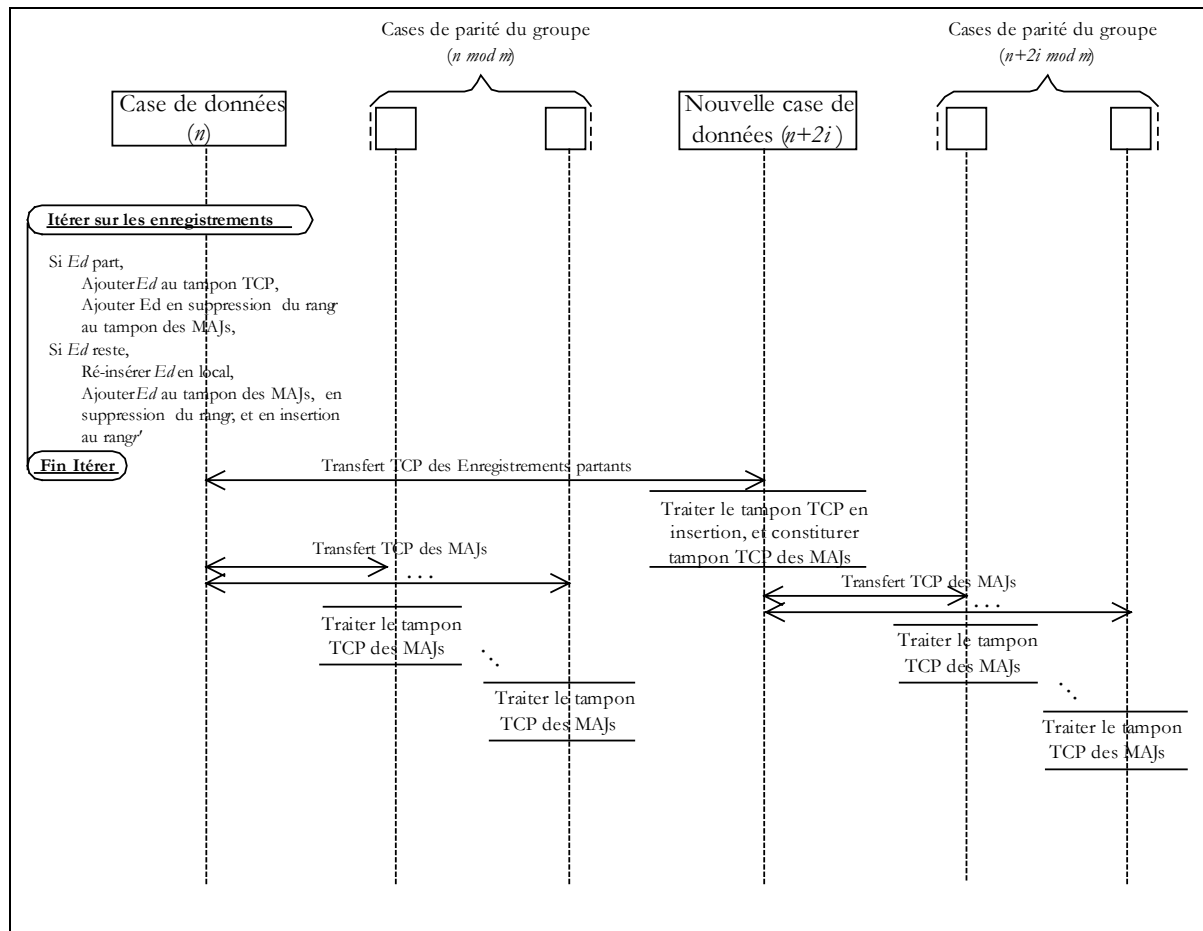 Cases de parité du groupe
(n mod m)
Cases de parité du groupe
(n+2i mod m)
Case de données
(n)
Nouvelle case de
données (n+2i )
Itérer sur les enregistrements
Si Ed part,
Ajouter Ed au tampon TCP,
Ajouter Ed en suppression du rang r
au tampon des MAJs,
Si Ed reste,
Ré-insérer Ed en local,
Ajouter Ed au tampon des MAJs, en
suppression du rang r, et en insertion
au rang r'
Fin Itérer
Transfert TCP des Enregistrements partants
Traiter le tampon TCP en
insertion, et constiturer
tampon TCP des MAJs
Transfert TCP des MAJs
...
Transfert TCP des MAJs
...
Traiter le tampon
TCP des MAJs
...
Traiter le tampon
TCP des MAJs
Traiter le tampon
TCP des MAJs
...
Traiter le tampon
TCP des MAJs